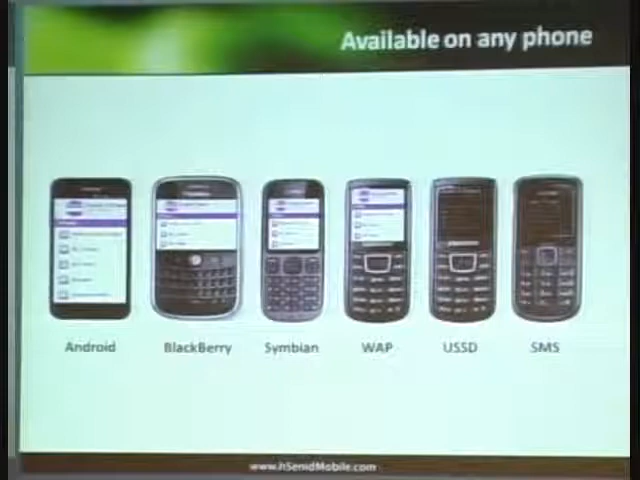 Available on any phone
Android
BlackBerry
Symbian
WAP
USSD
SMS
www.hSenidMobile.com